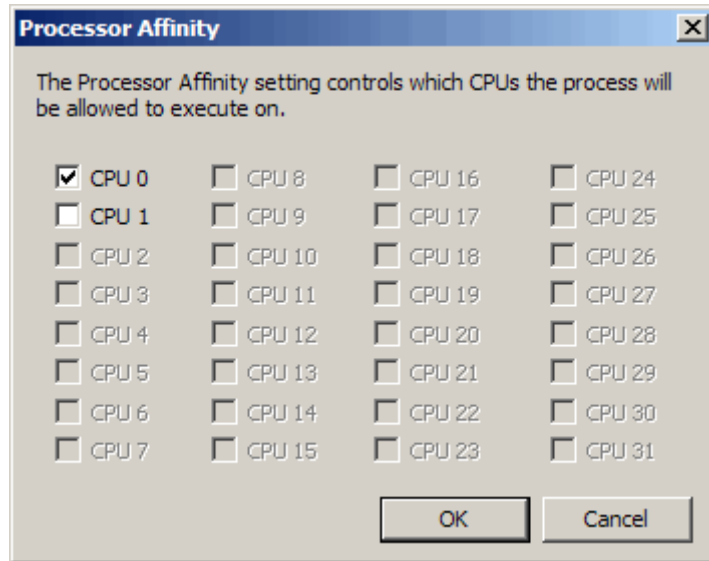 Processor Affinity
The Processor Affinity setting controls which CPUs the process will
be allowed to execute on.
CPU 0 CPU 8 CPU 16 CPU 24
CPU 1 CPU 9 CPU 17 CPU 25
CPU 2 CPU 10 CPU 18 CPU 26
CPU 3 CPU 11 CPU 19 CPU 27
CPU 4 CPU 12 CPU 20 CPU 28
CPU 5 CPU 13 CPU 21 CPU 29
CPU 6 CPU 14 CPU 22 CPU 30
CPU 7 CPU 15 CPU 23 CPU 31
OK Cancel